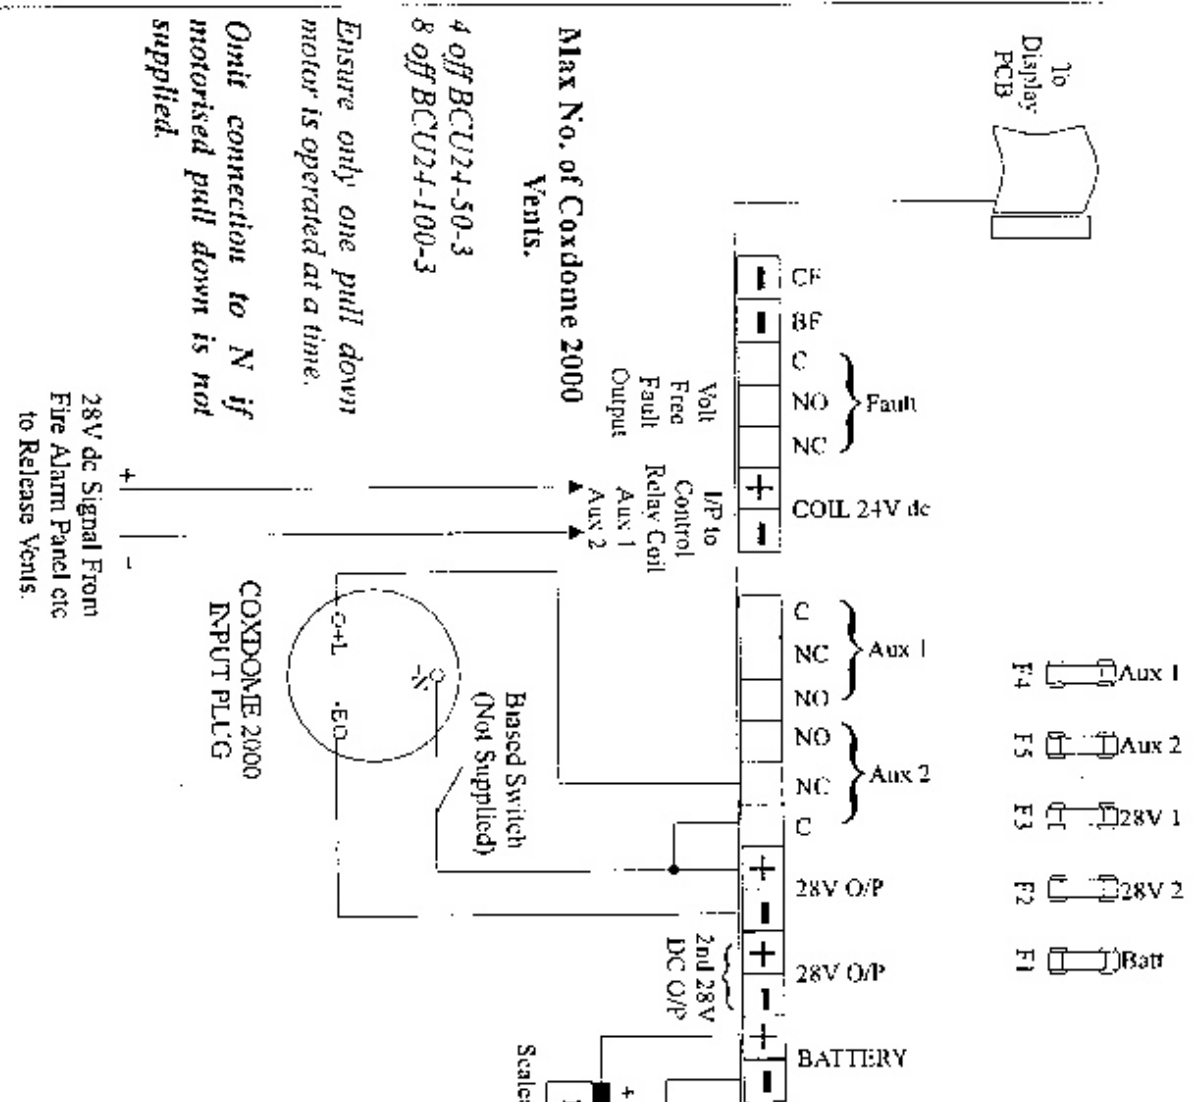 To
Display
PCB
Max No. of Coxdome 2000
Vents.
4 off BCU24-50-3
8 off BCU24-100-3
Ensure only one pull down
motor is operated at a time.
Omit connection to N if
motorised pull down is not
supplied.
CF
BF
C
NO
NC
Fault
Volt
Free
Fault
Output
+
-
COIL 24V dc
I/P to
Control
Relay Coil
Aux 1
Aux 2
+
-
28V dc Signal From
Fire Alarm Panel etc
to Release Vents.
C
NC
NO
Aux 1
NO
NC
C
Aux 2
+L
-E
N
COXDOME 2000
INPUT PLUG
Biased Switch
(Not Supplied)
+
-
28V O/P
+
-
28V O/P
2nd 28V
DC O/P
+
-
BATTERY
+
F4 Aux 1
F5 Aux 2
F3 28V 1
F2 28V 2
F1 Batt